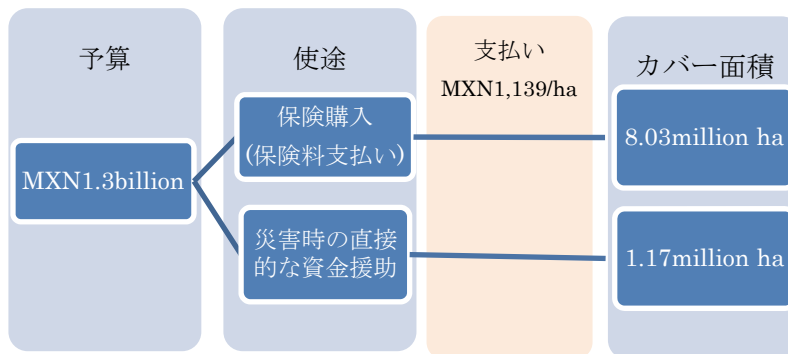 予算
使途
支払い
MXN1,139/ha
カバー面積
MXN1.3billion
保険購入
(保険料支払い)
8.03million ha
災害時の直接
的な資金援助
1.17million ha